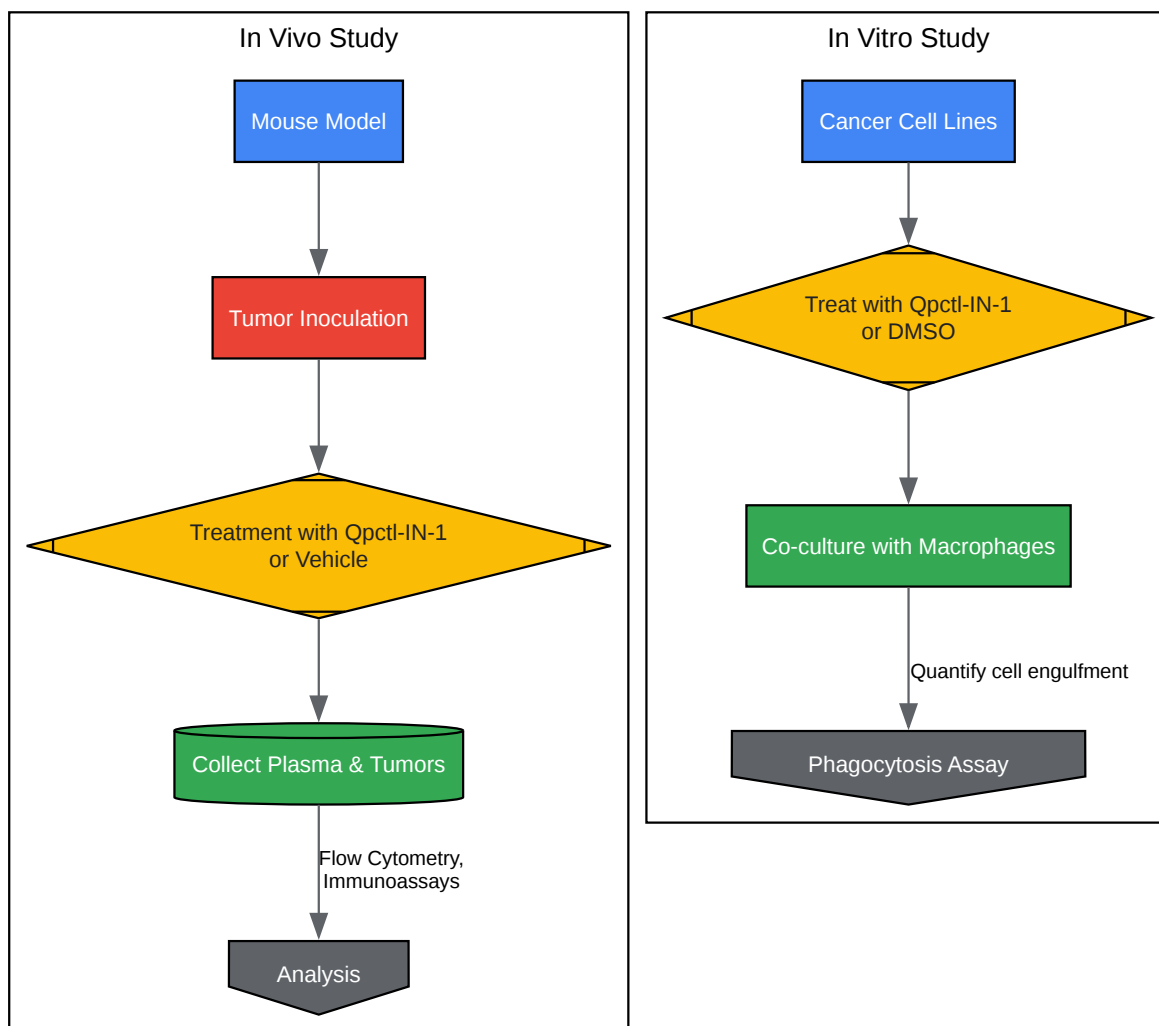 In Vivo Study
Mouse Model
Tumor Inoculation
Treatment with Qpctl-IN-1
or Vehicle
Collect Plasma & Tumors
Flow Cytometry,
Immunoassays
Analysis
In Vitro Study
Cancer Cell Lines
Treat with Qpctl-IN-1
or DMSO
Co-culture with Macrophages
Quantify cell engulfment
Phagocytosis Assay